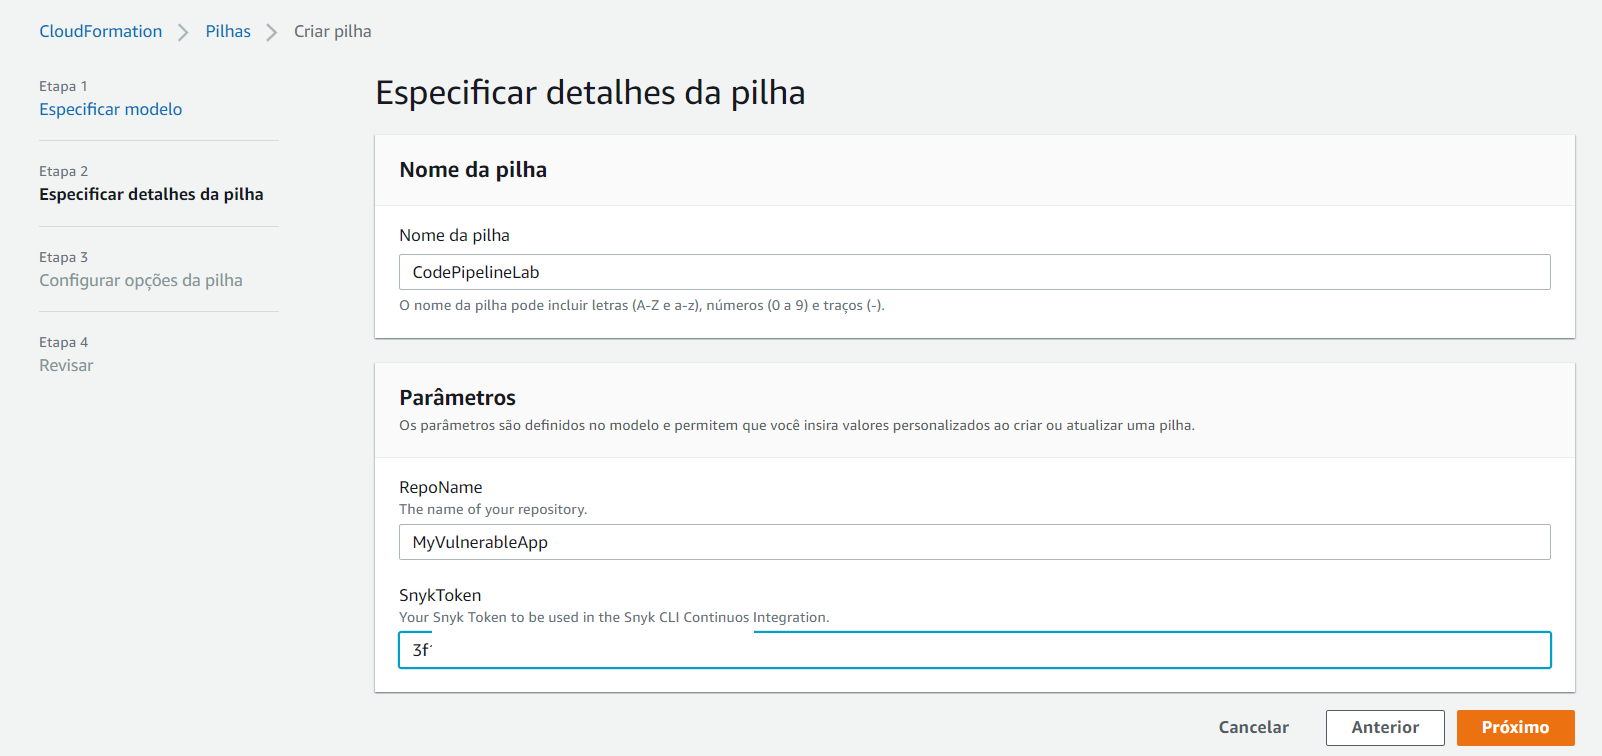 CloudFormation > Pilhas > Criar pilha
Etapa 1
Especificar modelo
Etapa 2
Especificar detalhes da pilha
Etapa 3
Configurar opções da pilha
Etapa 4
Revisar
Especificar detalhes da pilha
Nome da pilha
Nome da pilha
CodePipelineLab
O nome da pilha pode incluir letras (A-Z e a-z), números (0 a 9) e traços (-).
Parâmetros
Os parâmetros são definidos no modelo e permitem que você insira valores personalizados ao criar ou atualizar uma pilha.
RepoName
The name of your repository.
MyVulnerableApp
SnykToken
Your Snyk Token to be used in the Snyk CLI Continuos Integration.
3f
Cancelar
Anterior
Próximo